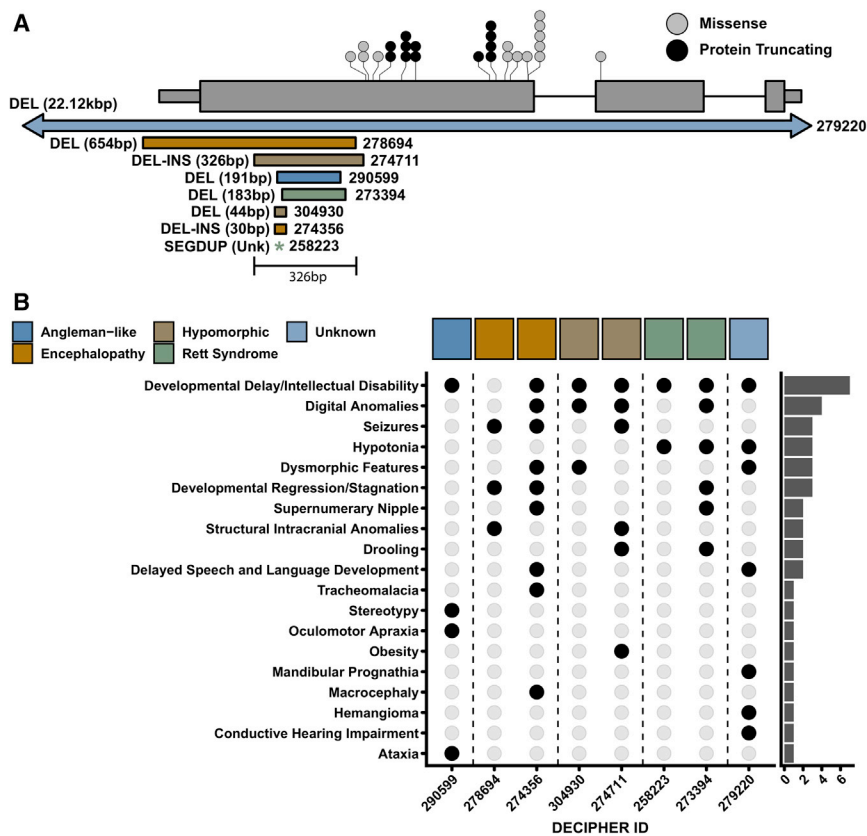 A
Missense
Protein Truncating
DEL (22.12kbp)
279220
DEL (654bp) 278694
DEL-INS (326bp) 274711
DEL (191bp) 290599
DEL (183bp) 273394
DEL (44bp) 304930
DEL-INS (30bp) 274356
SEGDUP (Unk) * 258223
326bp
B
Angleman-like Hypomorphic Unknown
Encephalopathy Rett Syndrome
Developmental Delay/Intellectual Disability
Digital Anomalies
Seizures
Hypotonia
Dysmorphic Features
Developmental Regression/Stagnation
Supernumerary Nipple
Structural Intracranial Anomalies
Drooling
Delayed Speech and Language Development
Tracheomalacia
Stereotypy
Oculomotor Apraxia
Obesity
Mandibular Prognathia
Macrocephaly
Hemangioma
Conductive Hearing Impairment
Ataxia
290599 278694 274356 304930 274711 258223 273394 279220
0 2 4 6
DECIPHER ID